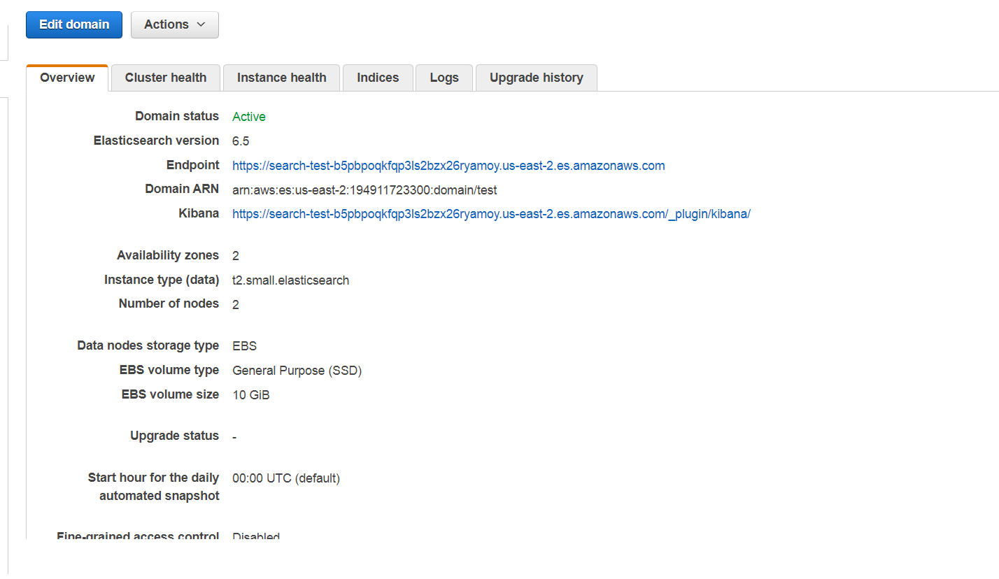 Edit domain Actions
Overview Cluster health Instance health Indices Logs Upgrade history
Domain status Active
Elasticsearch version 6.5
Endpoint https://search-test-b5pbpoqkfqp3ls2bzx26ryamoy.us-east-2.es.amazonaws.com
Domain ARN arn:aws:es:us-east-2:194911723300:domain/test
Kibana https://search-test-b5pbpoqkfqp3ls2bzx26ryamoy.us-east-2.es.amazonaws.com/_plugin/kibana/
Availability zones 2
Instance type (data) t2.small.elasticsearch
Number of nodes 2
Data nodes storage type EBS
EBS volume type General Purpose (SSD)
EBS volume size 10 GiB
Upgrade status -
Start hour for the daily 00:00 UTC (default)
automated snapshot
Fine-grained access control Disabled